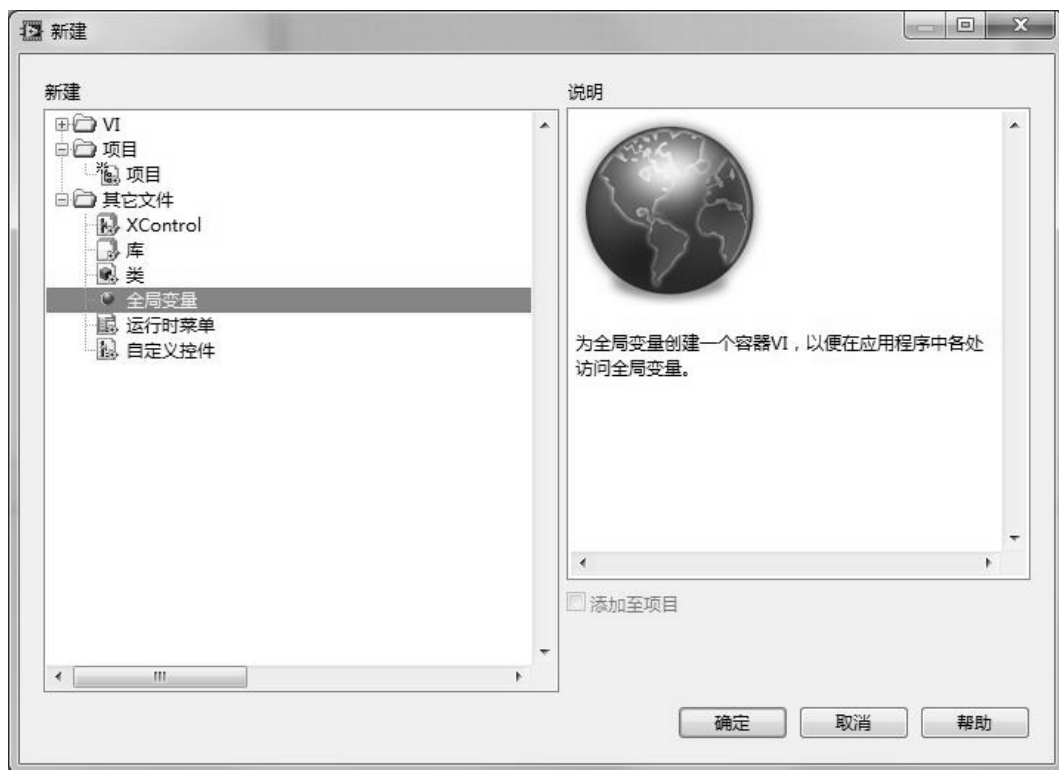 新建
新建
VI
项目
项目
其它文件
XControl
库
类
全局变量
运行时菜单
自定义控件
说明
为全局变量创建一个容器VI，以便在应用程序中各处
访问全局变量。
添加至项目
确定
取消
帮助